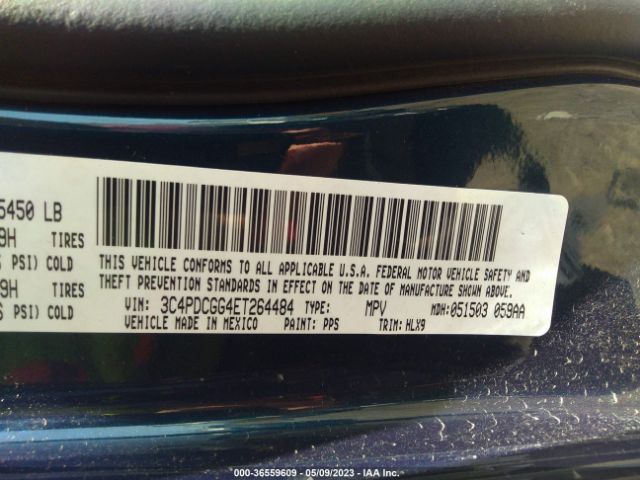 5450 LB
9H TIRES
PSI) COLD
9H TIRES
PSI) COLD
THIS VEHICLE CONFORMS TO ALL APPLICABLE U.S.A. FEDERAL MOTOR VEHICLE SAFETY AND
THEFT PREVENTION STANDARDS IN EFFECT ON THE DATE OF MANUFACTURE SHOWN ABOVE.
VIN: 3C4PDCGG4ET264484 TYPE: MPV MDH: 051503 059AA
VEHICLE MADE IN MEXICO PAINT: PPS TRIM: HLX9
000-36559609 - 05/09/2023 - IAA Inc.